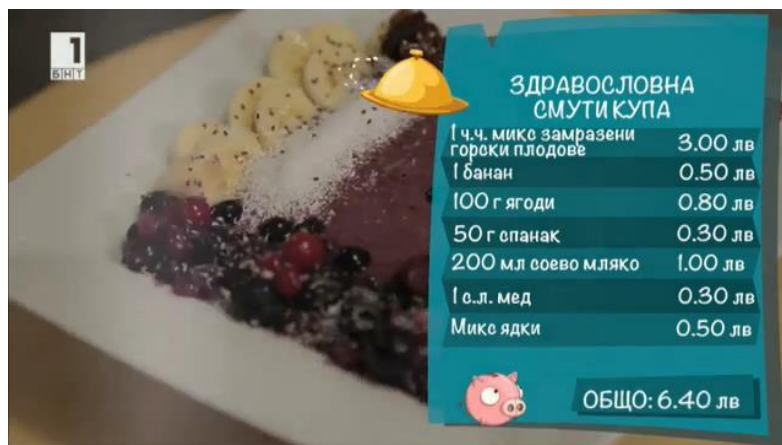 1
БНТ
ЗДРАВОСЛОВНА
СМУТИ КУПА
1 ч.ч. микс замразени
горски плодове 3.00 лв
1 банан 0.50 лв
100 г ягоди 0.80 лв
50 г спанак 0.30 лв
200 мл соево мляко 1.00 лв
1 с.л. мед 0.30 лв
Микс ядки 0.50 лв
ОБЩО: 6.40 лв